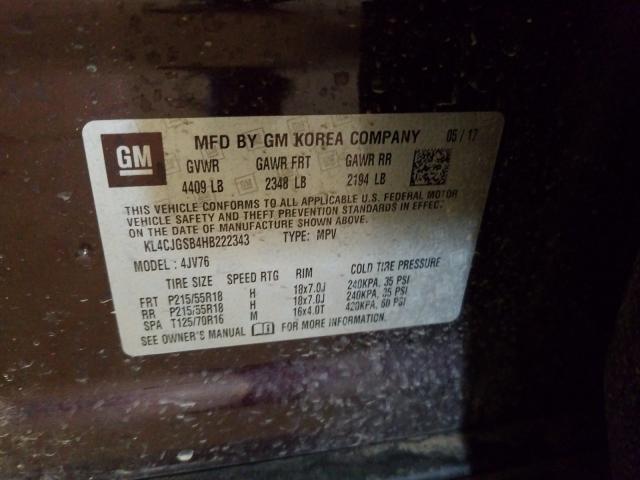 GM MFD BY GM KOREA COMPANY 05 / 17
GVWR GAWR FRT GAWR RR
4409 LB 2348 LB 2194 LB
THIS VEHICLE CONFORMS TO ALL APPLICABLE U.S. FEDERAL MOTOR
VEHICLE SAFETY AND THEFT PREVENTION STANDARDS IN EFFECT
ON THE DATE OF MANUFACTURE SHOWN ABOVE.
KL4CJGSB4HB222343 TYPE: MPV
MODEL : 4JV76
TIRE SIZE SPEED RTG RIM COLD TIRE PRESSURE
FRT P215/55R18 H 18x7.0J 240KPA, 35 PSI
RR P215/55R18 H 18x7.0J 240KPA, 35 PSI
SPA T125/70R16 M 16x4.0T 420KPA, 60 PSI
SEE OWNER'S MANUAL FOR MORE INFORMATION.